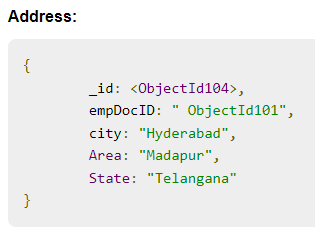 Address:
{
_id: <ObjectId104>,
empDocID: " ObjectId101",
city: "Hyderabad",
Area: "Madapur",
State: "Telangana"
}